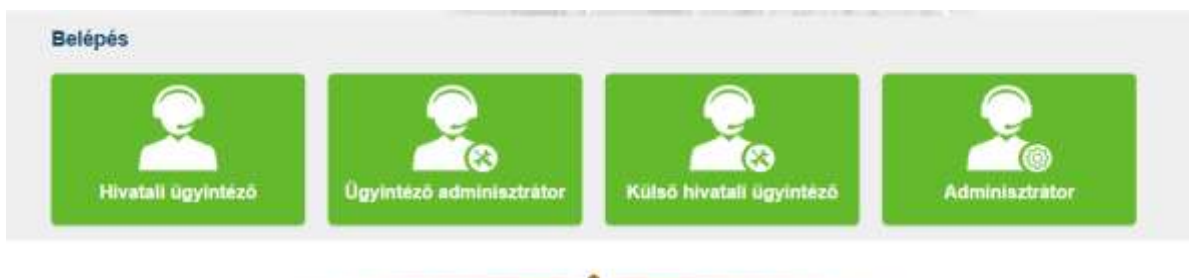 Belépés
Hivatali ügyintéző
Ügyintéző adminisztrátor
Külső hivatali ügyintéző
Adminisztrátor